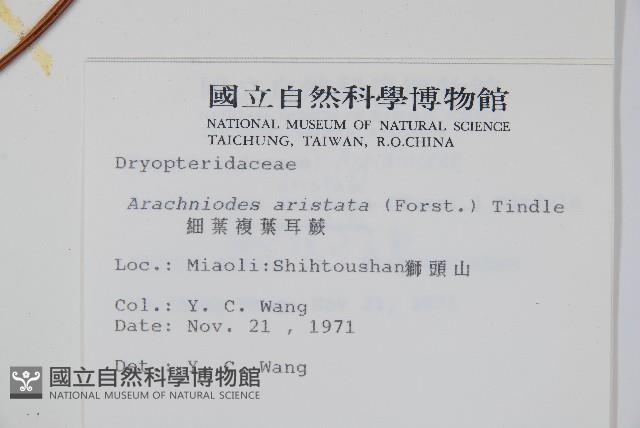 國立自然科學博物館
NATIONAL MUSEUM OF NATURAL SCIENCE
TAICHUNG, TAIWAN, R.O.CHINA
Dryopteridaceae
Arachniodes aristata (Forst.) Tindle
細葉複葉耳蕨
Loc.: Miaoli:Shihtoushan獅頭山
Col.: Y. C. Wang
Date: Nov. 21 , 1971
Det.: Y. C. Wang
國立自然科學博物館
NATIONAL MUSEUM OF NATURAL SCIENCE